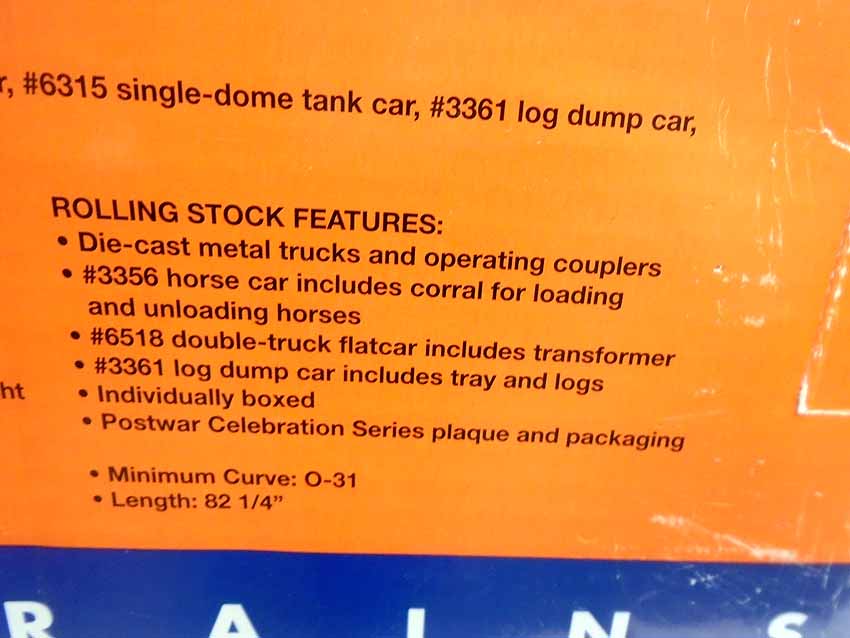 r, #6315 single-dome tank car, #3361 log dump car,
ROLLING STOCK FEATURES:
• Die-cast metal trucks and operating couplers
• #3356 horse car includes corral for loading
and unloading horses
• #6518 double-truck flatcar includes transformer
• #3361 log dump car includes tray and logs
ht
• Individually boxed
• Postwar Celebration Series plaque and packaging
• Minimum Curve: O-31
• Length: 82 1/4”
R A I N S